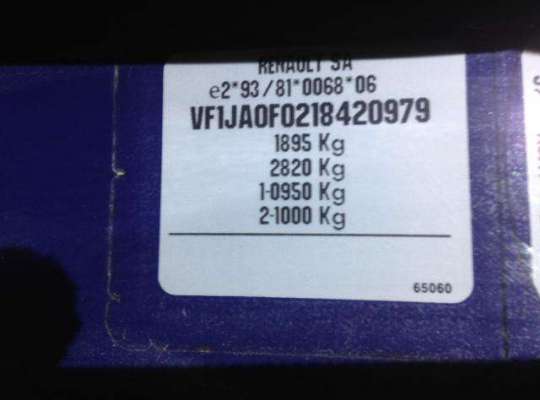 RENAULT SA
e2*93/81*0068*06
VF1JA0F0218420979
1895 Kg
2820 Kg
1-0950 Kg
2-1000 Kg
65060